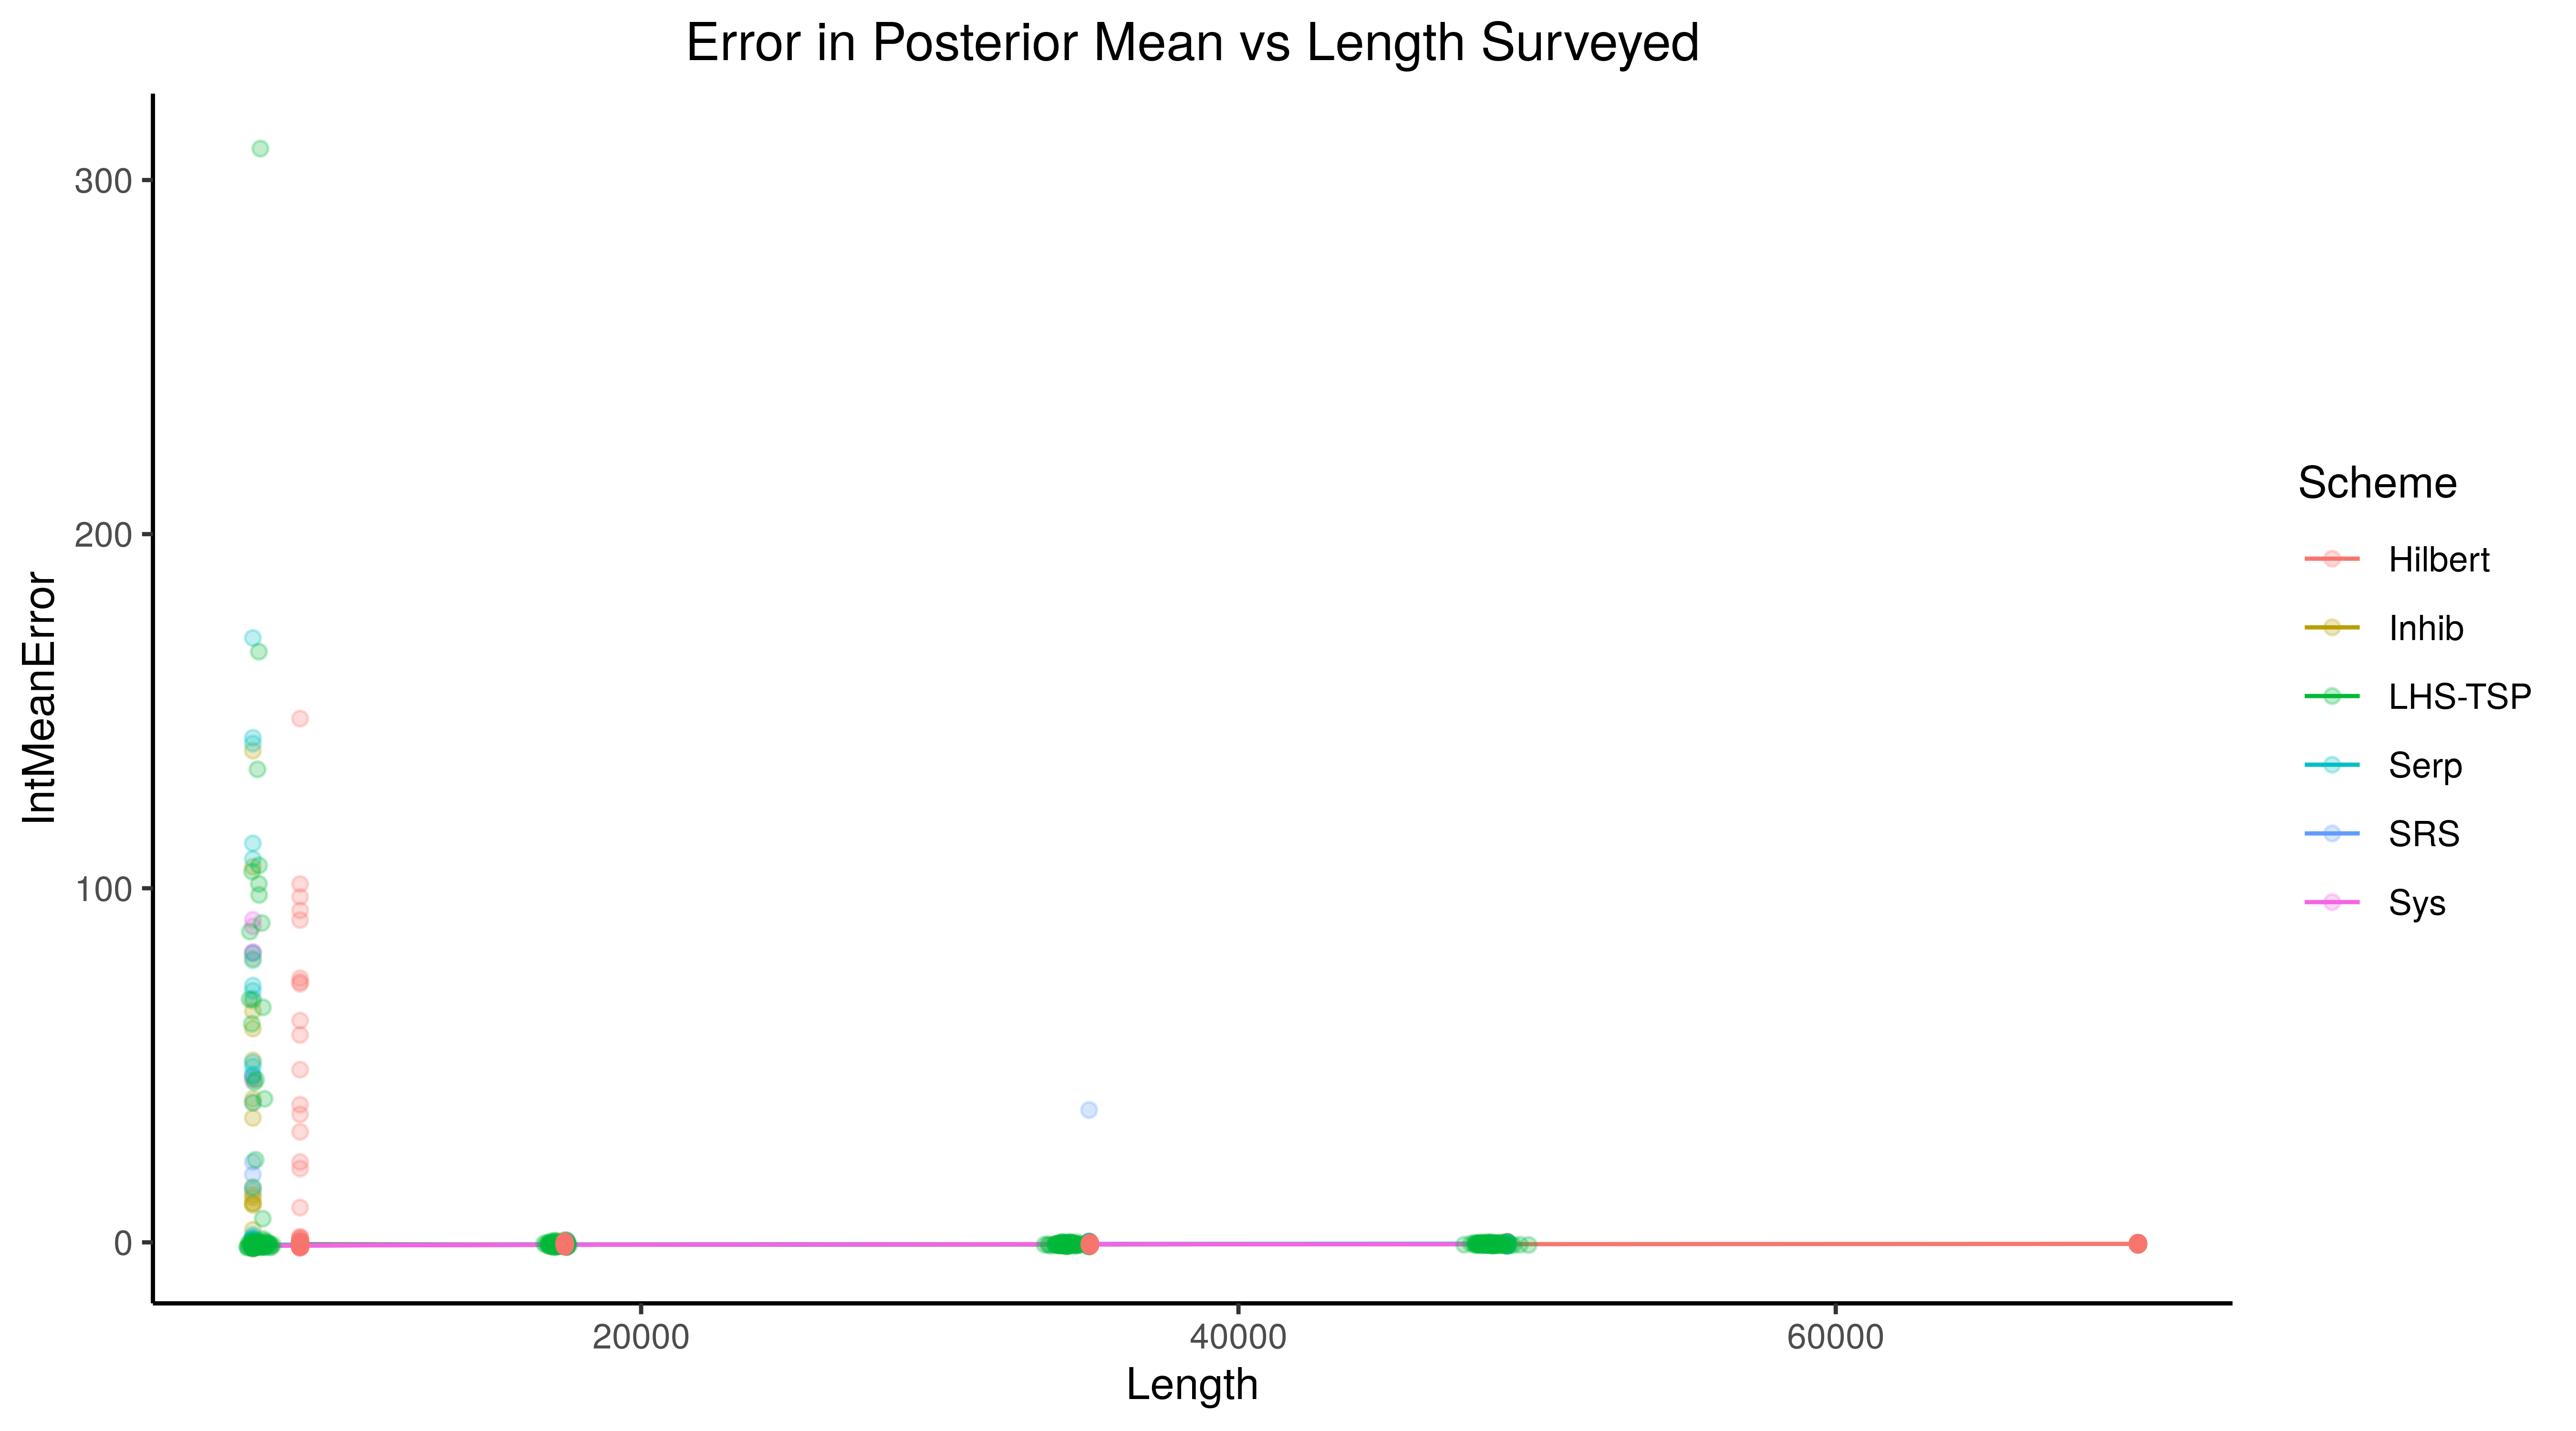 Error in Posterior Mean vs Length Surveyed
IntMeanError
300
200
100
0
20000
40000
60000
Length
Scheme
Hilbert
Inhib
LHS-TSP
Serp
SRS
Sys